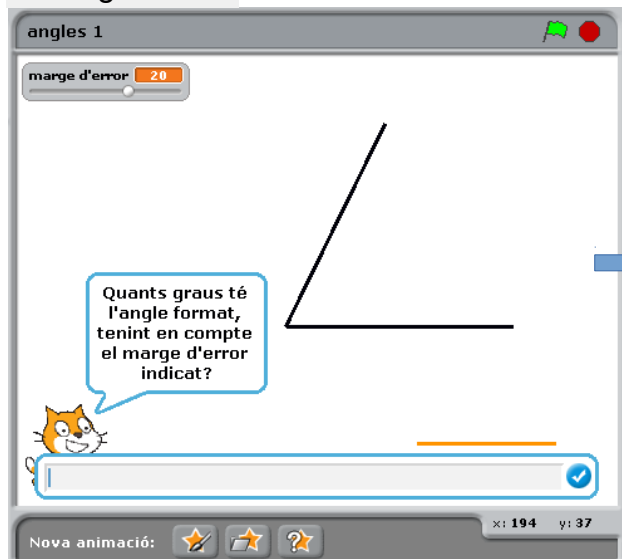 angles 1
marge d'error 20
Quants graus té
l'angle format,
tenint en compte
el marge d'error
indicat?
x: 194 y: 37
Nova animació: